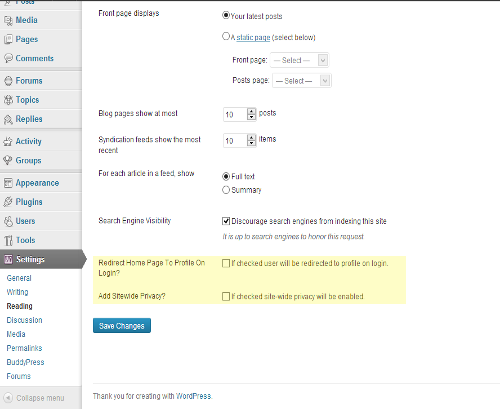 Posts
Media
Pages
Comments
Forums
Topics
Replies
Activity
Groups
Appearance
Plugins
Users
Tools
Settings
General
Writing
Reading
Discussion
Media
Permalinks
BuddyPress
Forums
Collapse menu
Front page displays
Your latest posts
A static page (select below)
Front page: — Select —
Posts page: — Select —
Blog pages show at most 10 posts
Syndication feeds show the most
recent
10 items
For each article in a feed, show
Full text
Summary
Search Engine Visibility
Discourage search engines from indexing this site
It is up to search engines to honor this request.
Redirect Home Page To Profile On
Login?
If checked user will be redirected to profile on login.
Add Sitewide Privacy?
If checked site-wide privacy will be enabled.
Save Changes
Thank you for creating with WordPress.